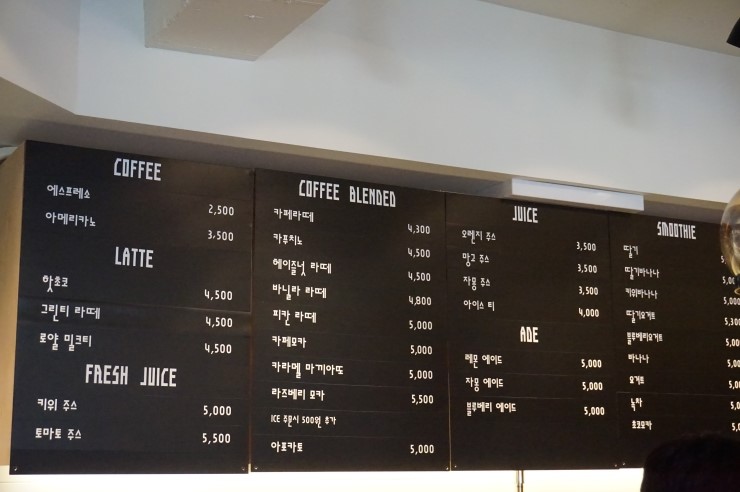 COFFEE
에스프레소 2,500
아메리카노 3,500
LATTE
핫쵸코 4,500
그린티 라떼 4,500
로얄 밀크티 4,500
FRESH JUICE
키위 주스 5,000
토마토 주스 5,500
COFFEE BLENDED
카페라떼 4,300
카푸치노 4,500
헤이즐넛 라떼 4,500
바닐라 라떼 4,800
피칸 라떼 5,000
카페모카 5,000
카라멜 마끼아또 5,000
라즈베리 모카 5,500
ICE 주문시 500원 추가
아포카토 5,000
JUICE
오렌지 주스 3,500
망고 주스 3,500
자몽 주스 3,500
아이스 티 4,000
ADE
레몬 에이드 5,000
자몽 에이드 5,000
블루베리 에이드 5,000
SMOOTHIE
딸기
딸기바나나
키위바나나
딸기요거트
블루베리요거트
바나나
요거트
녹차
쵸코모카